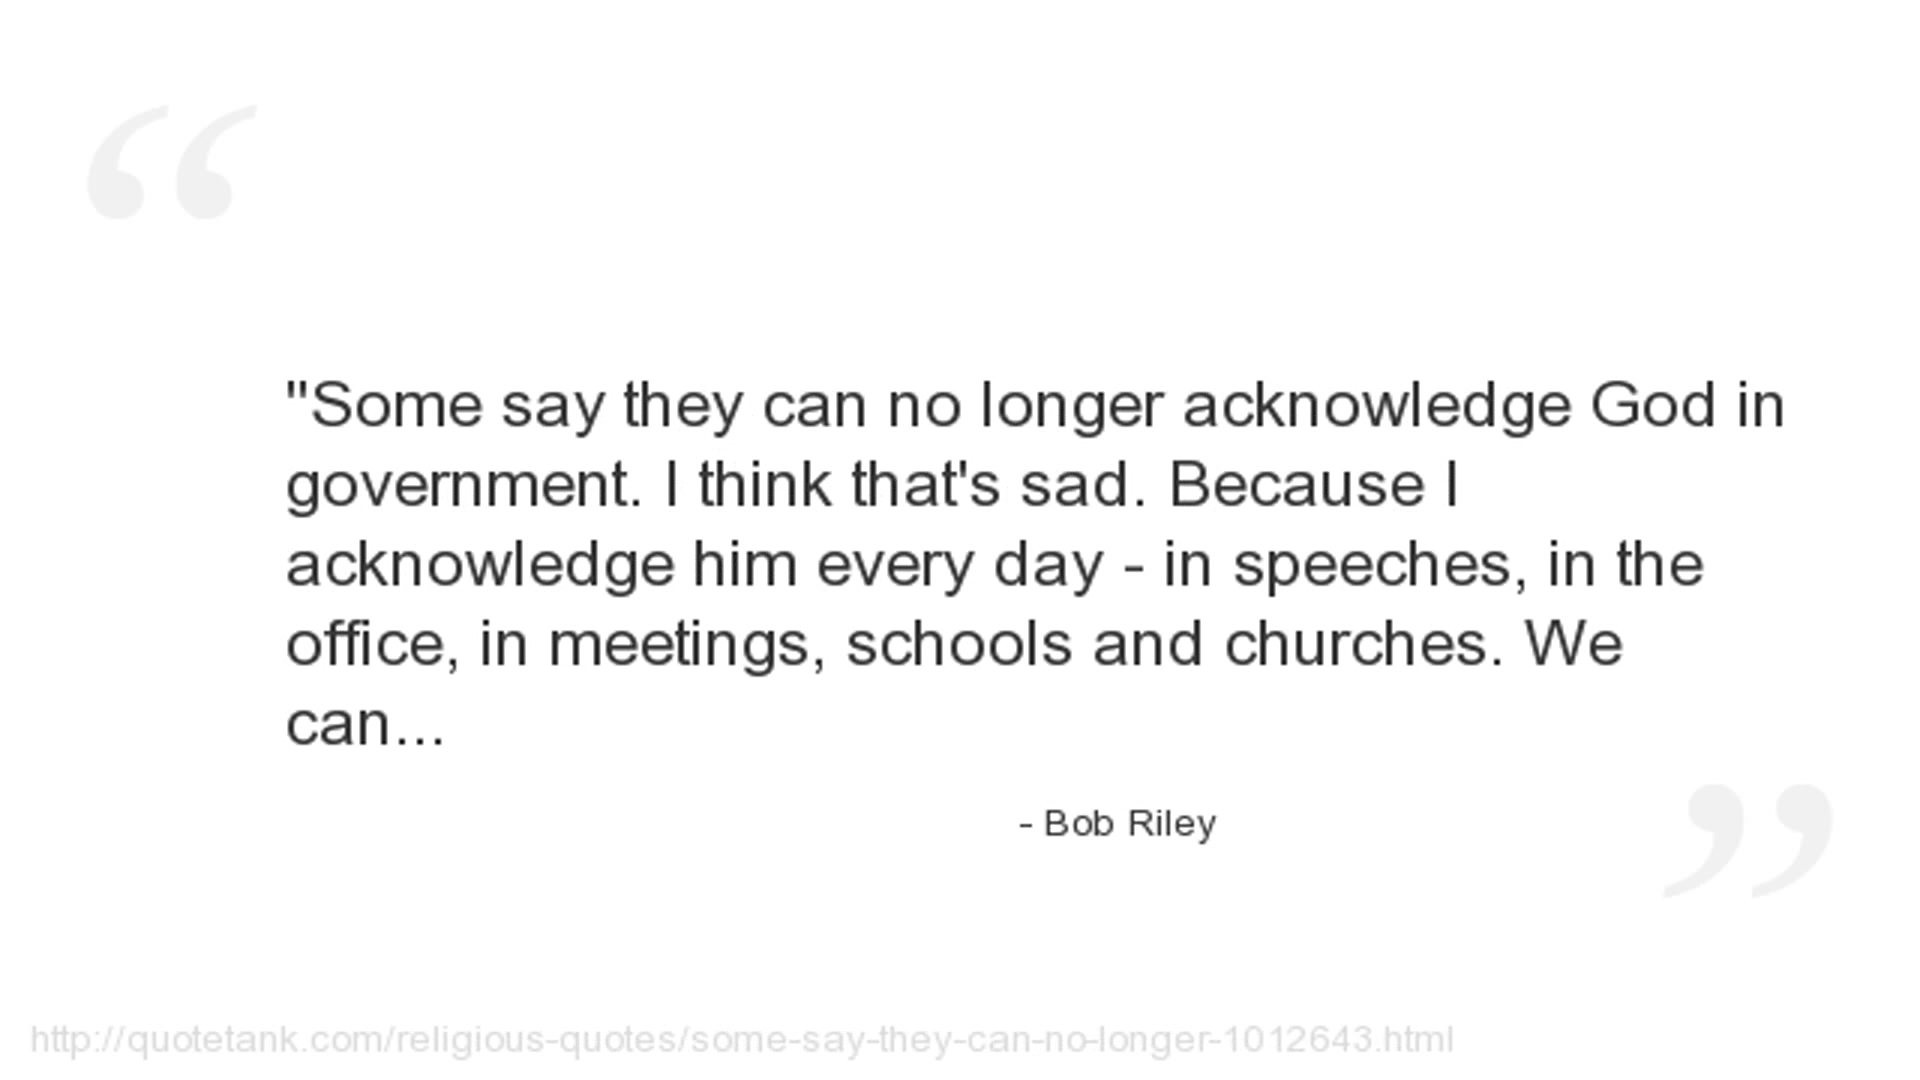 "Some say they can no longer acknowledge God in
government. I think that's sad. Because I
acknowledge him every day - in speeches, in the
office, in meetings, schools and churches. We
can...
- Bob Riley
http://quotetank.com/religious-quotes/some-say-they-can-no-longer-1012643.html